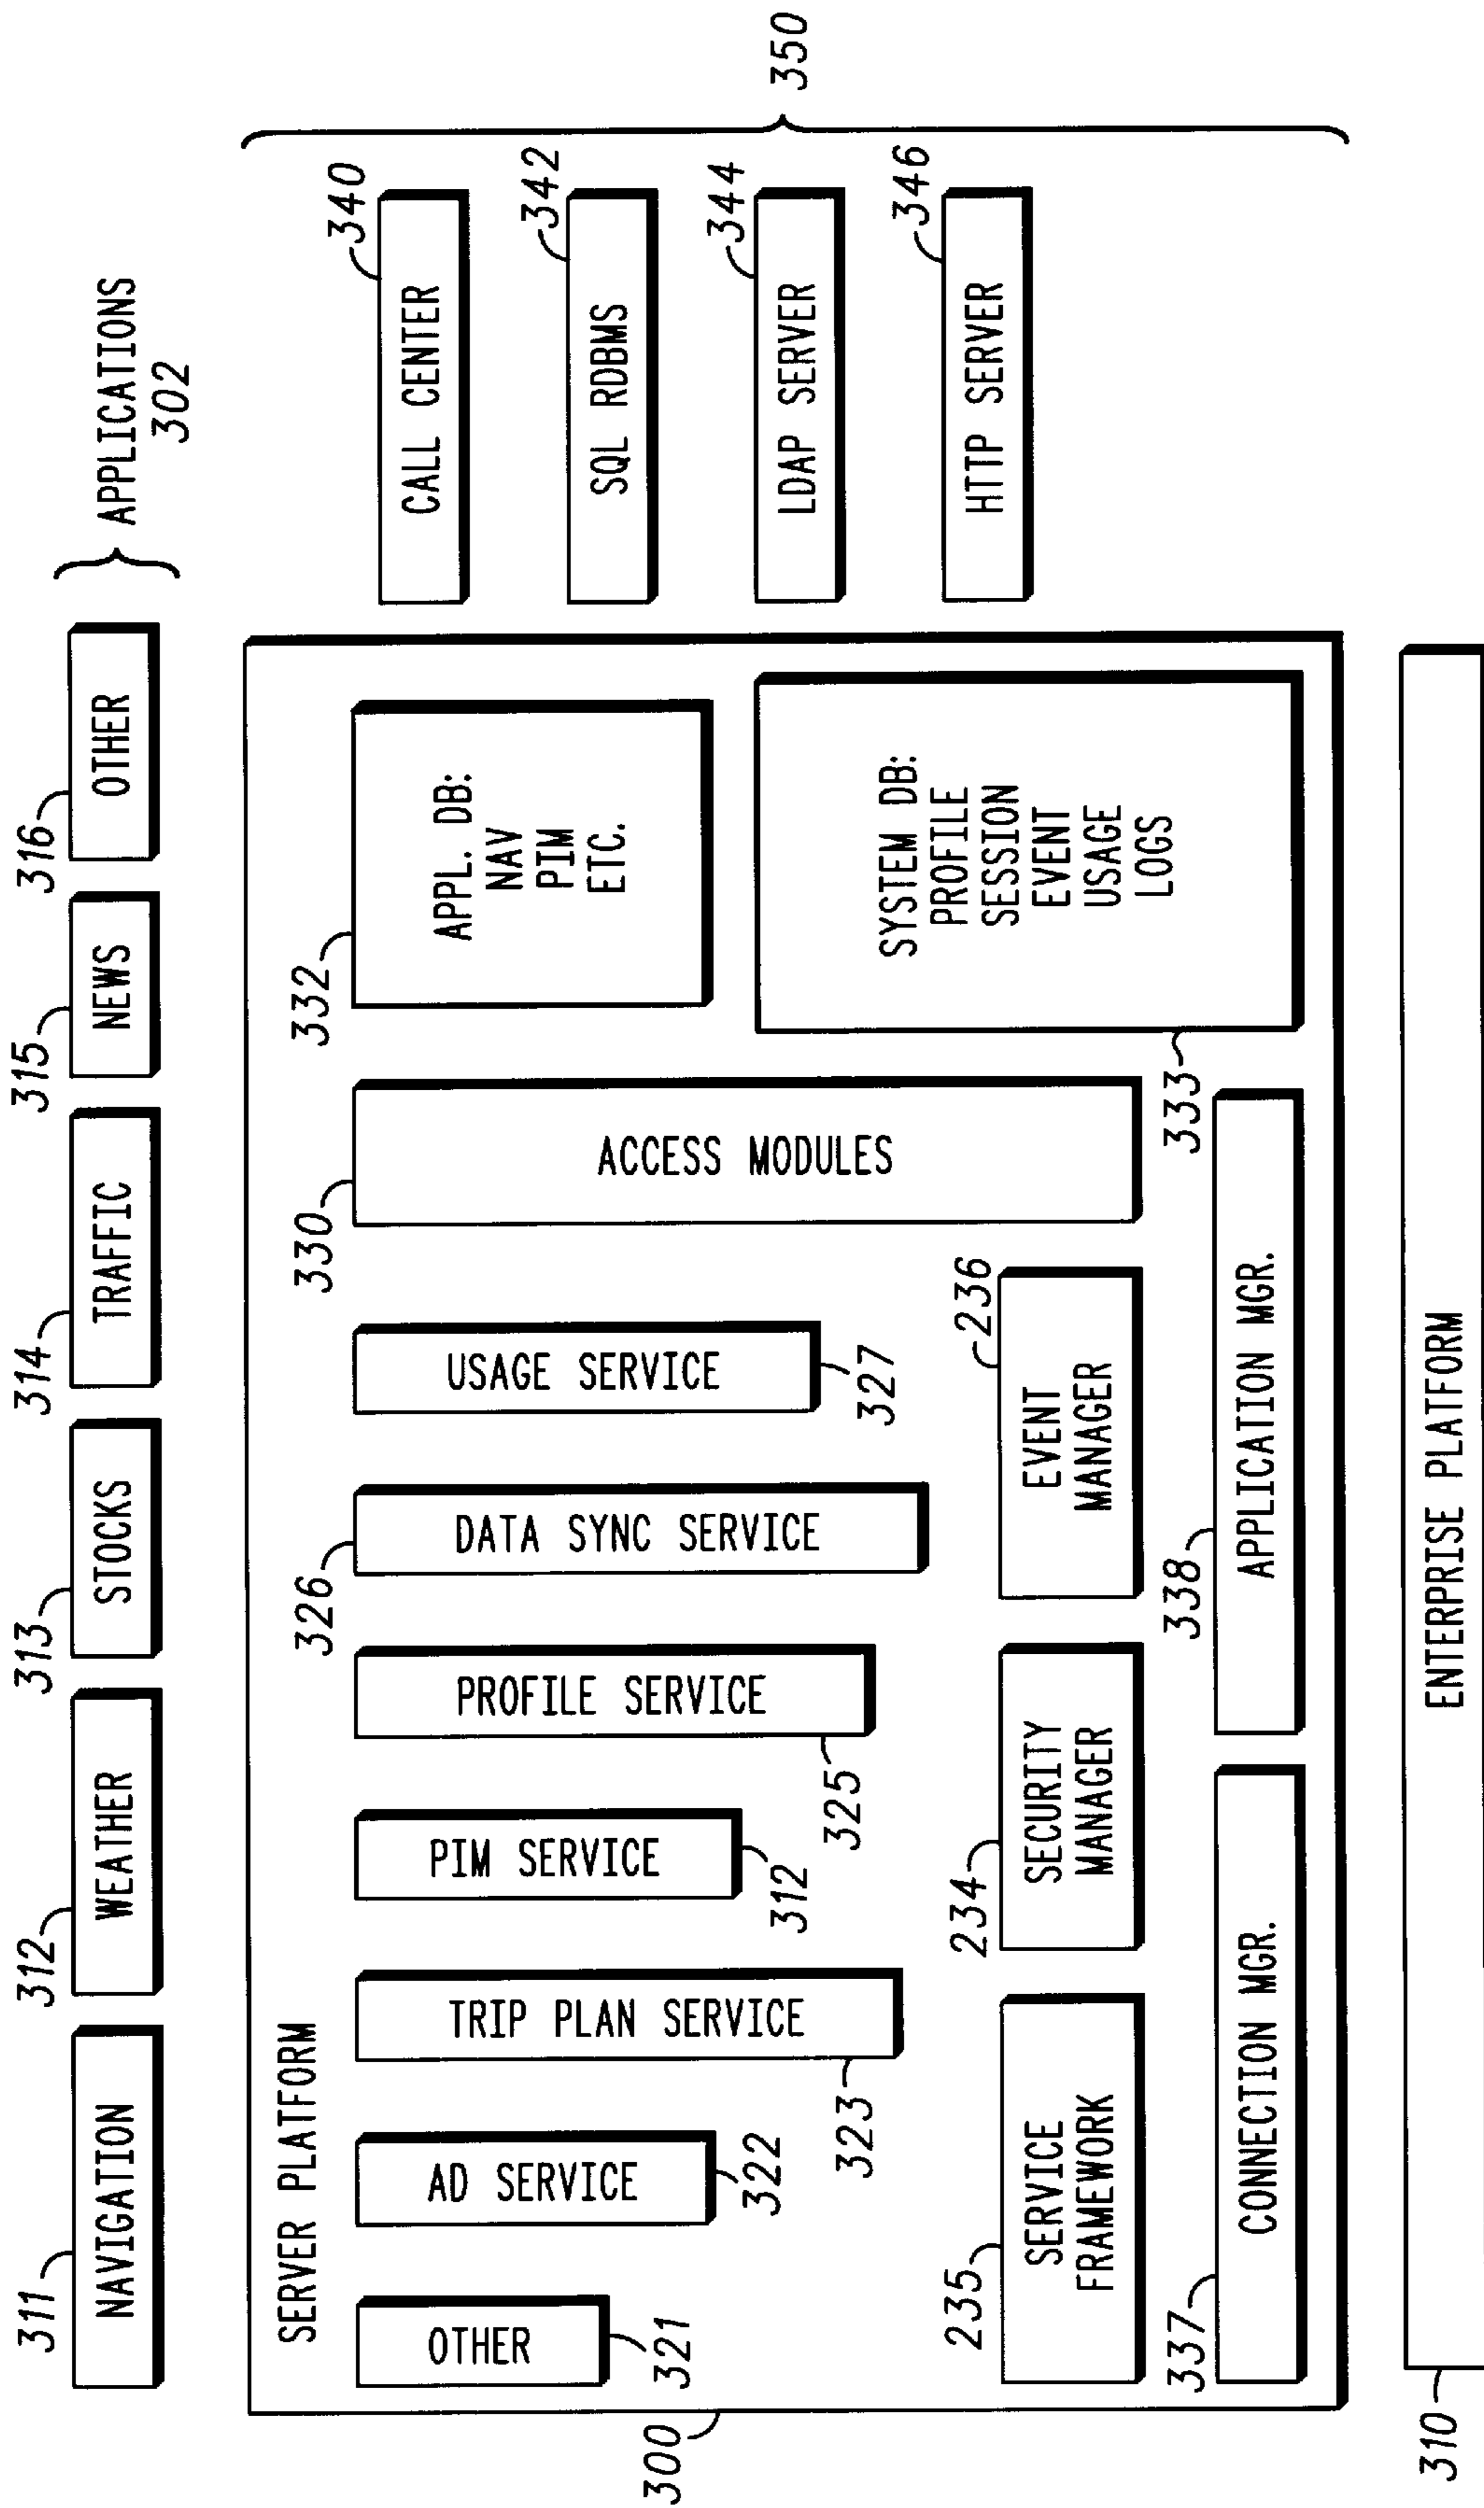 311
NAVIGATION
312
WEATHER
313
STOCKS
314
TRAFFIC
315
NEWS
316
OTHER
APPLICATIONS
302
300
SERVER PLATFORM
OTHER
321
AD SERVICE
322
TRIP PLAN SERVICE
323
PIM SERVICE
312
PROFILE SERVICE
325
326
DATA SYNC SERVICE
USAGE SERVICE
327
330
ACCESS MODULES
332
APPL. DB:
NAV
PIM
ETC.
SYSTEM DB:
PROFILE
SESSION
EVENT
USAGE
LOGS
333
235
SERVICE
FRAMEWORK
234
SECURITY
MANAGER
236
EVENT
MANAGER
337
CONNECTION MGR.
338
APPLICATION MGR.
340
CALL CENTER
342
SQL RDBMS
344
LDAP SERVER
346
HTTP SERVER
350
310
ENTERPRISE PLATFORM